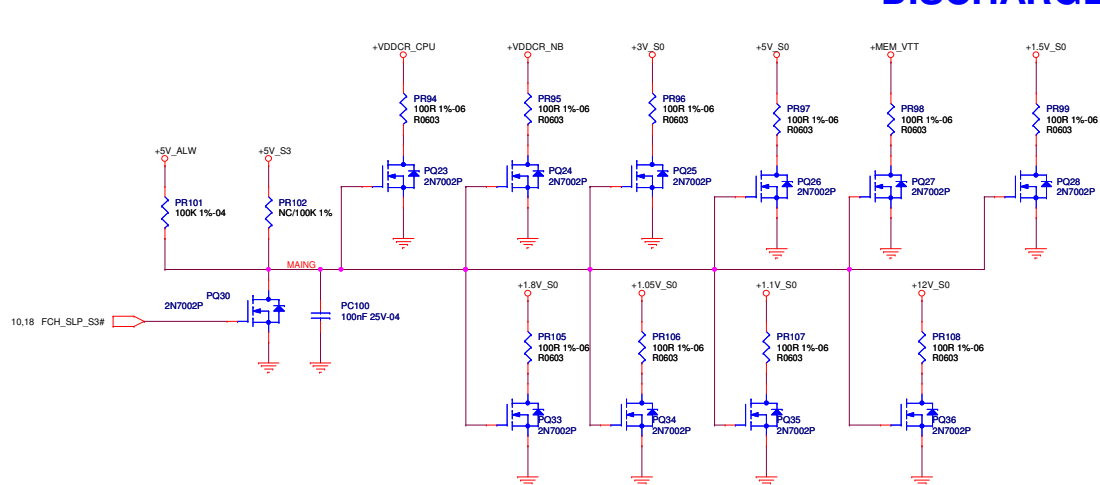 +VDDCR_CPU
+VDDCR_NB
+3V_S0
+5V_S0
+MEM_VTT
+1.5V_S0
PR94
100R 1%-06
R0603
PR95
100R 1%-06
R0603
PR96
100R 1%-06
R0603
PR97
100R 1%-06
R0603
PR98
100R 1%-06
R0603
PR99
100R 1%-06
R0603
+5V_ALW
+5V_S3
PQ23
2N7002P
PQ24
2N7002P
PQ25
2N7002P
PQ26
2N7002P
PQ27
2N7002P
PQ28
2N7002P
PR101
100K 1%-04
PR102
NC/100K 1%
MAING
PQ30
2N7002P
PC100
100nF 25V-04
10,18 FCH_SLP_S3#
+1.8V_S0
+1.05V_S0
+1.1V_S0
+12V_S0
PR105
100R 1%-06
R0603
PR106
100R 1%-06
R0603
PR107
100R 1%-06
R0603
PR108
100R 1%-06
R0603
PQ33
2N7002P
PQ34
2N7002P
PQ35
2N7002P
PQ36
2N7002P